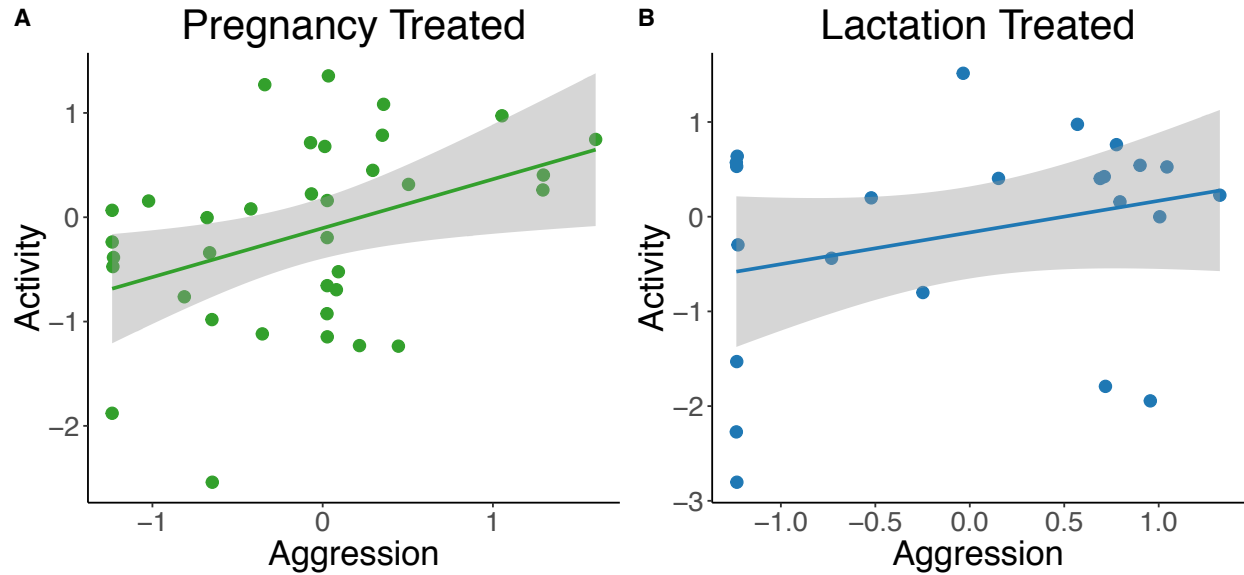 A Pregnancy Treated
Activity
1
0
−1
−2
−1 0 1
Aggression
B Lactation Treated
Activity
1
0
−1
−2
−3
−1.0 −0.5 0.0 0.5 1.0
Aggression